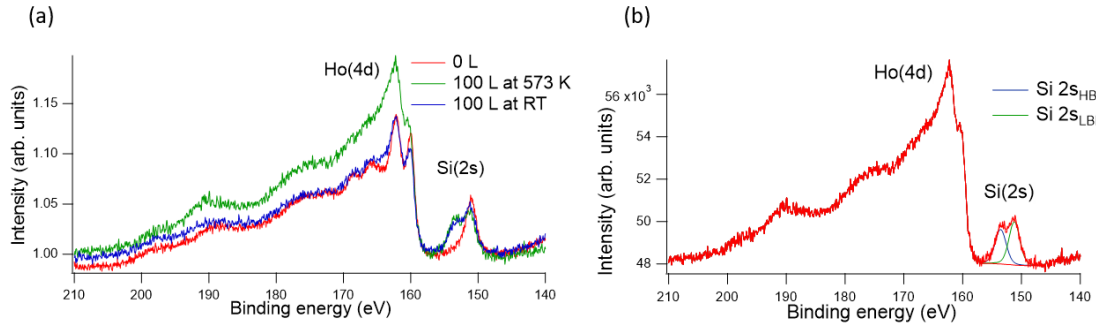 (a)
Ho(4d)
0 L
100 L at 573 K
100 L at RT
Si(2s)
Intensity (arb. units)
1.15
1.10
1.05
1.00
210 200 190 180 170 160 150 140
Binding energy (eV)
(b)
Ho(4d)
Si 2sHB
Si 2sLB
Si(2s)
Intensity (arb. units)
56 x10³
54
52
50
48
210 200 190 180 170 160 150 140
Binding energy (eV)